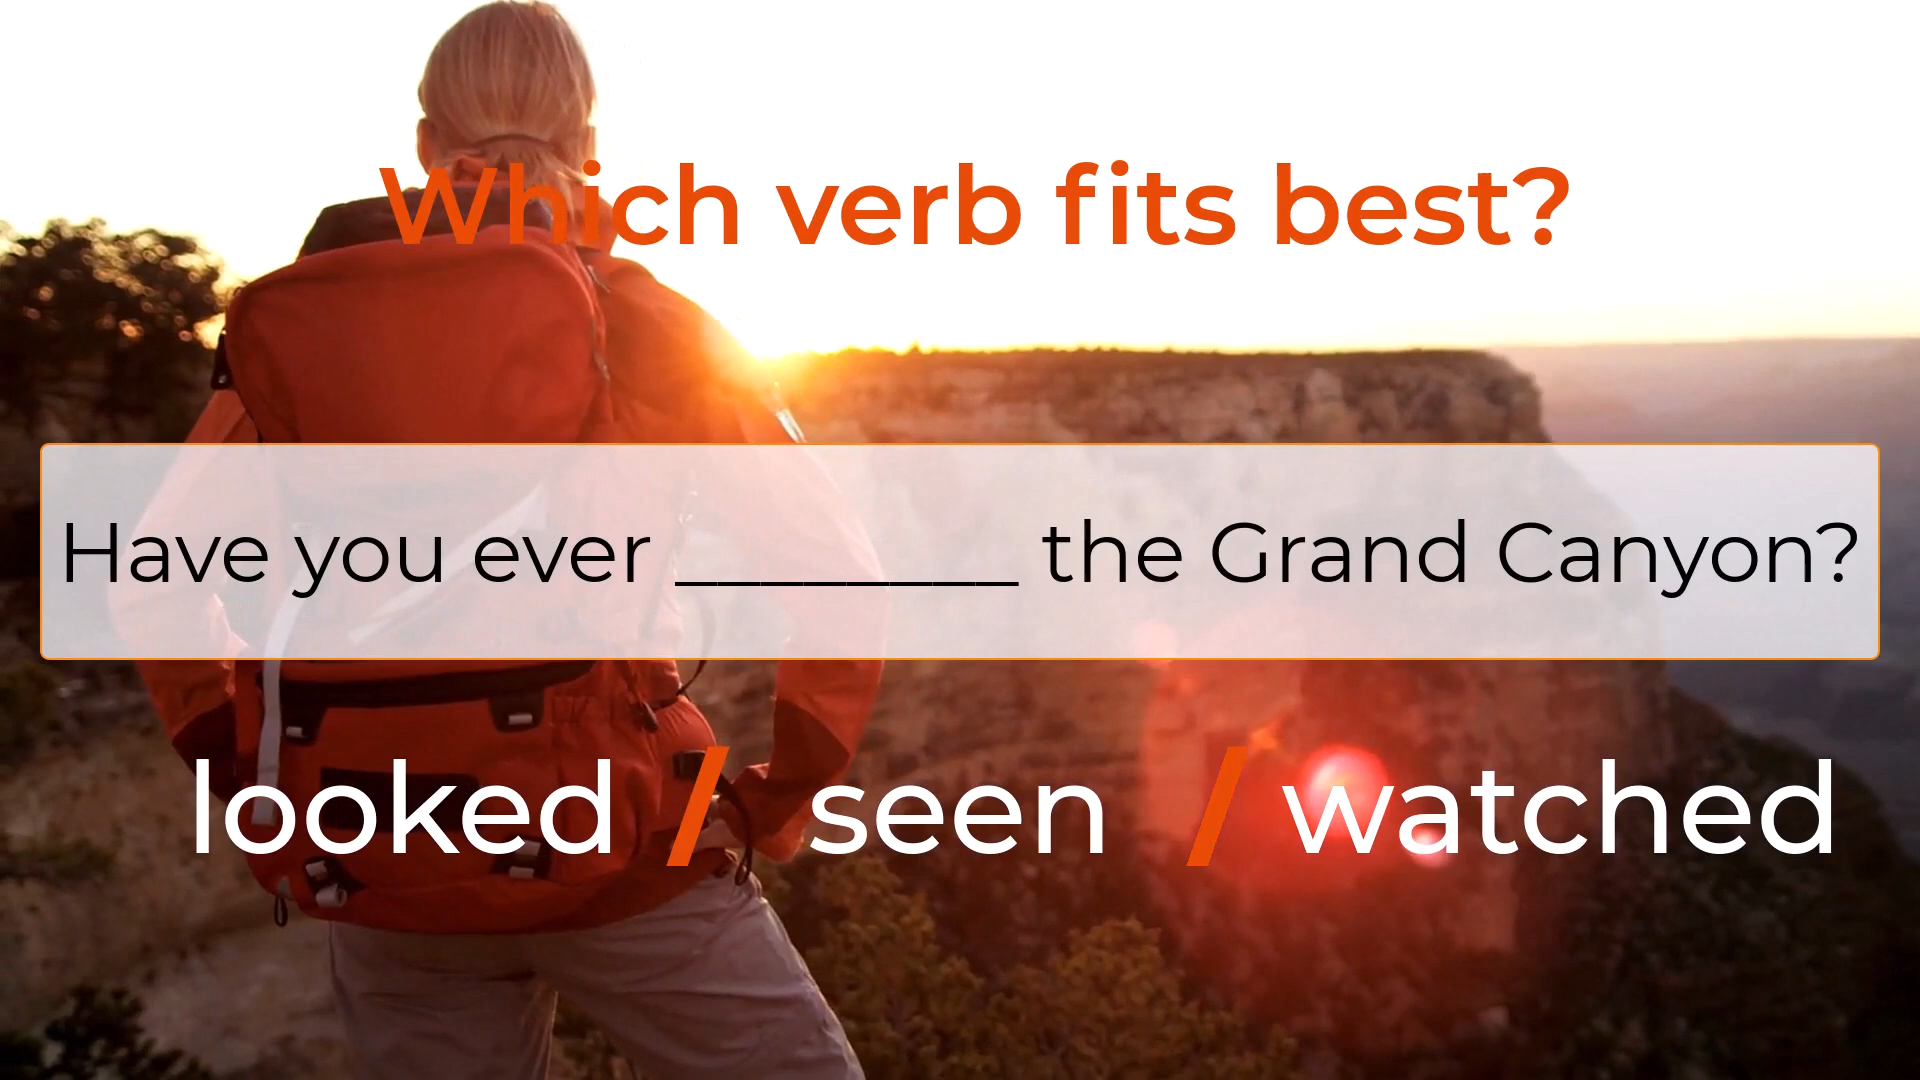 Which verb fits best?
Have you ever ________ the Grand Canyon?
looked / seen / watched